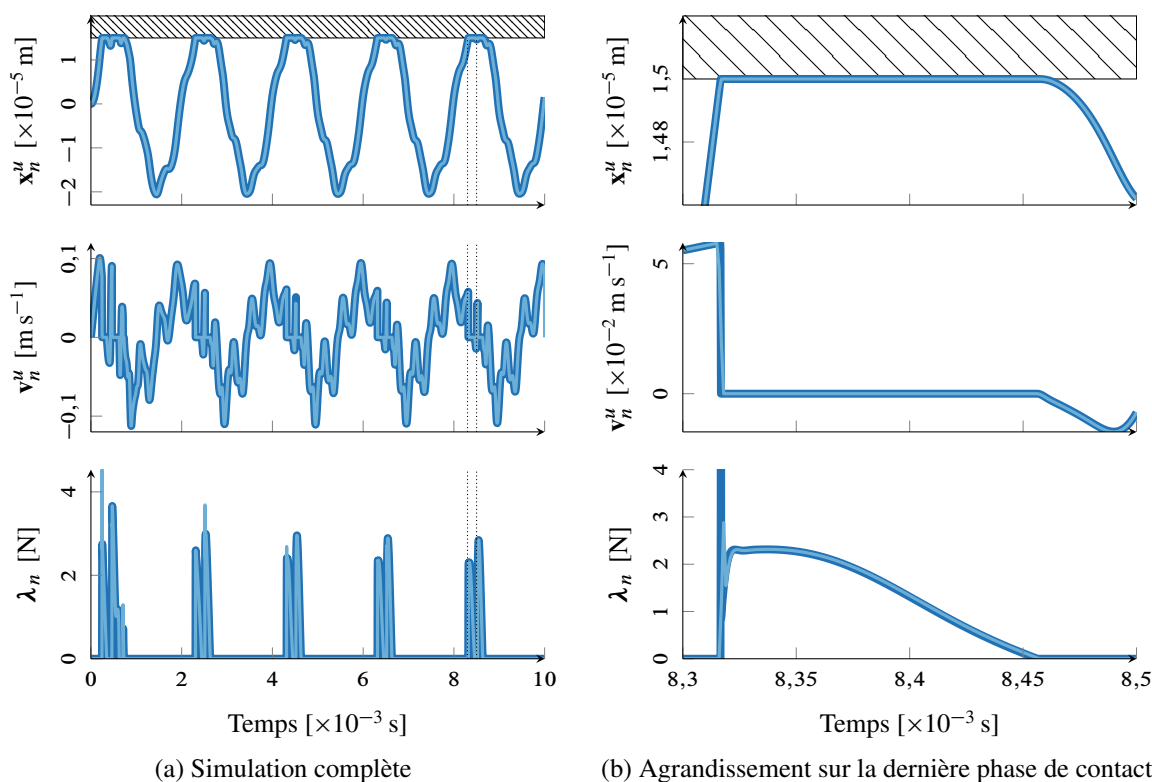 1
0
−1
−2
x_n^u [×10⁻⁵ m]
1,5
1,48
x_n^u [×10⁻⁵ m]
0,1
0
−0,1
v_n^u [m s⁻¹]
5
0
v_n^u [×10⁻² m s⁻¹]
4
2
0
λ_n [N]
0 2 4 6 8 10
Temps [×10⁻³ s]
4
3
2
1
0
λ_n [N]
8,3 8,35 8,4 8,45 8,5
Temps [×10⁻³ s]
(a) Simulation complète
(b) Agrandissement sur la dernière phase de contact